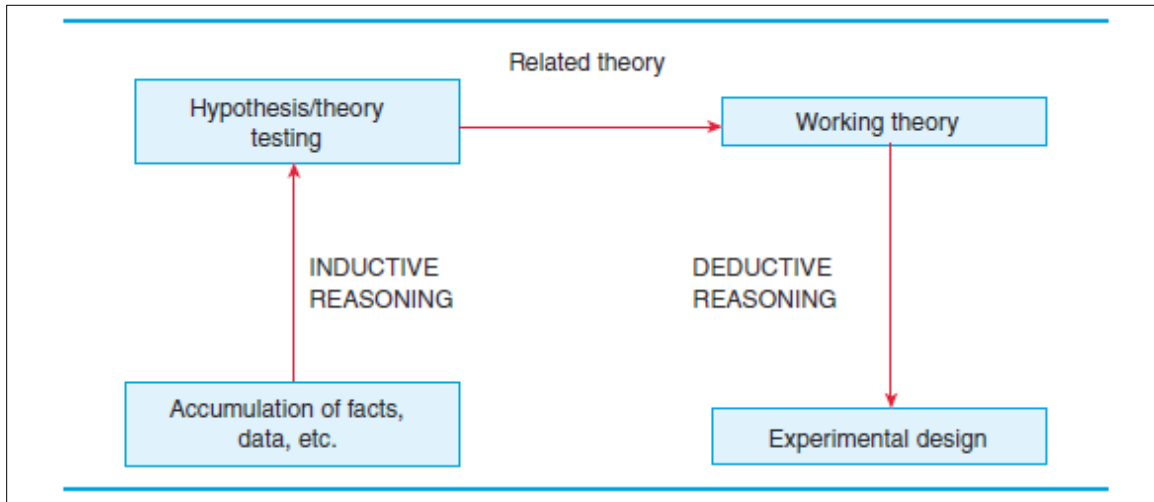 Related theory
Hypothesis/theory
testing
Working theory
INDUCTIVE
REASONING
DEDUCTIVE
REASONING
Accumulation of facts,
data, etc.
Experimental design